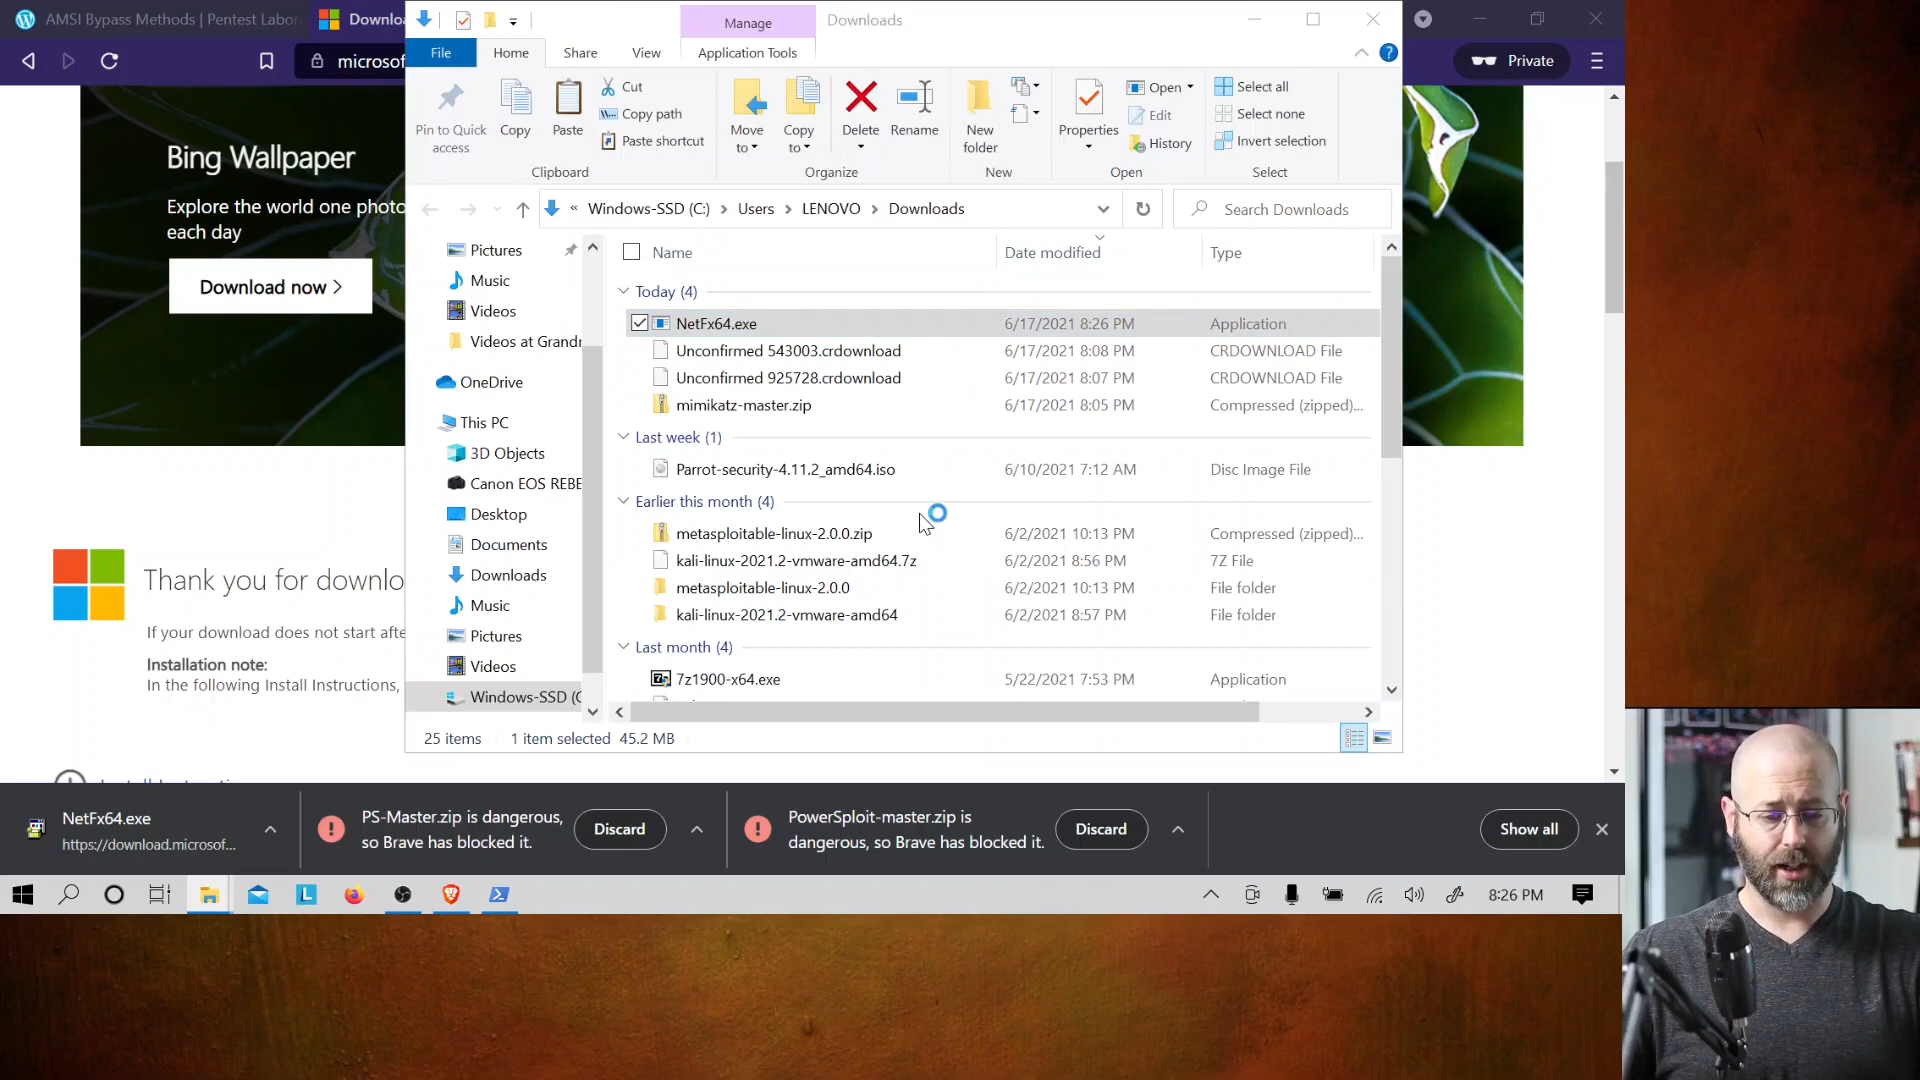 AMSI Bypass Methods | Pentest Labor
Downloa
Manage
Downloads
File
Home
Share
View
Application Tools
microsof
Private
Pin to Quick access
Copy
Paste
Cut
Copy path
Paste shortcut
Move to
Copy to
Delete
Rename
New folder
Properties
Open
Edit
History
Select all
Select none
Invert selection
Clipboard
Organize
New
Open
Select
« Windows-SSD (C:) > Users > LENOVO > Downloads
Search Downloads
Bing Wallpaper
Explore the world one photo
each day
Download now >
Pictures
Music
Videos
Videos at Grandr
OneDrive
This PC
3D Objects
Canon EOS REBE
Desktop
Documents
Downloads
Music
Pictures
Videos
Windows-SSD (C
Name Date modified Type
Today (4)
NetFx64.exe 6/17/2021 8:26 PM Application
Unconfirmed 543003.crdownload 6/17/2021 8:08 PM CRDOWNLOAD File
Unconfirmed 925728.crdownload 6/17/2021 8:07 PM CRDOWNLOAD File
mimikatz-master.zip 6/17/2021 8:05 PM Compressed (zipped)...
Last week (1)
Parrot-security-4.11.2_amd64.iso 6/10/2021 7:12 AM Disc Image File
Earlier this month (4)
metasploitable-linux-2.0.0.zip 6/2/2021 10:13 PM Compressed (zipped)...
kali-linux-2021.2-vmware-amd64.7z 6/2/2021 8:56 PM 7Z File
metasploitable-linux-2.0.0 6/2/2021 10:13 PM File folder
kali-linux-2021.2-vmware-amd64 6/2/2021 8:57 PM File folder
Last month (4)
7z1900-x64.exe 5/22/2021 7:53 PM Application
25 items 1 item selected 45.2 MB
Thank you for downlo
If your download does not start afte
Installation note:
In the following Install Instructions,
NetFx64.exe
https://download.microsof...
PS-Master.zip is dangerous,
so Brave has blocked it.
Discard
PowerSploit-master.zip is
dangerous, so Brave has blocked it.
Discard
Show all
8:26 PM